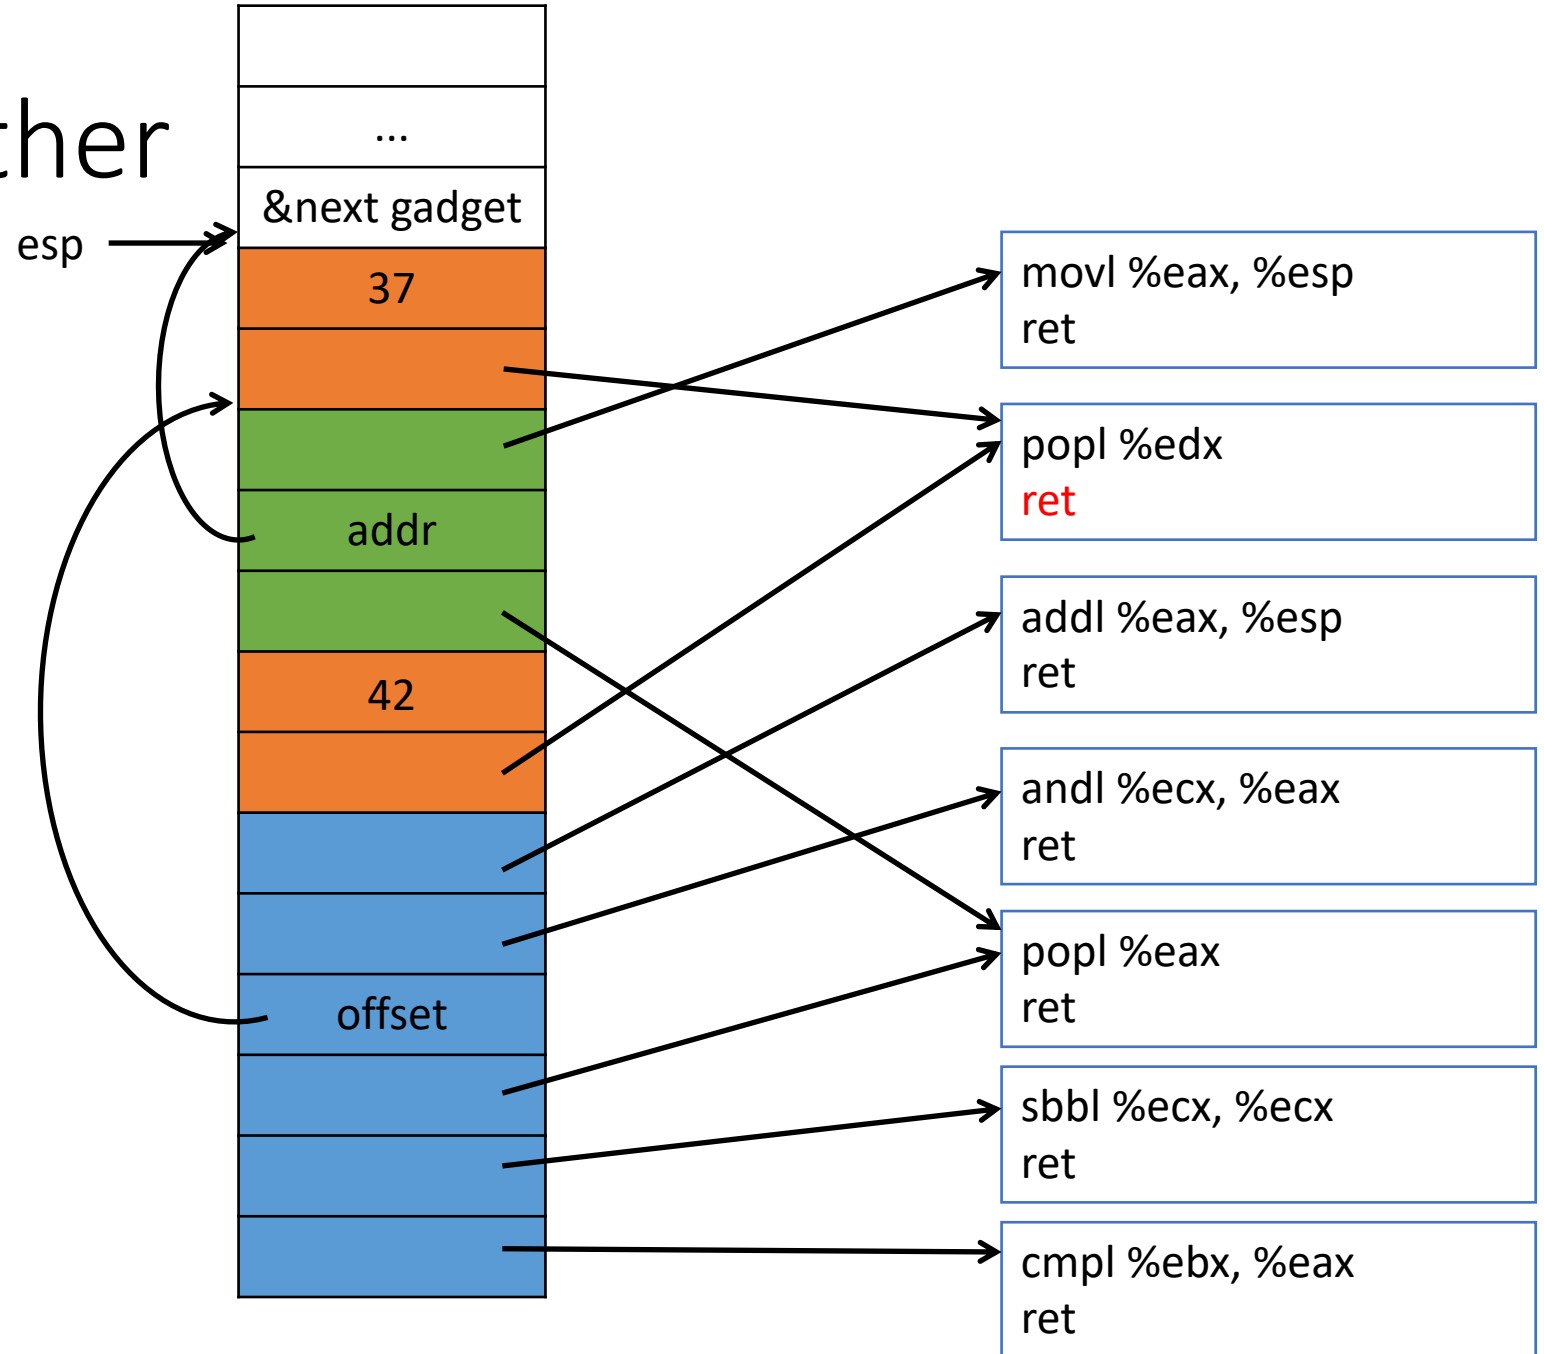 ther
esp
...
&next gadget
37
addr
42
offset
movl %eax, %esp
ret
popl %edx
ret
addl %eax, %esp
ret
andl %ecx, %eax
ret
popl %eax
ret
sbbl %ecx, %ecx
ret
cmpl %ebx, %eax
ret